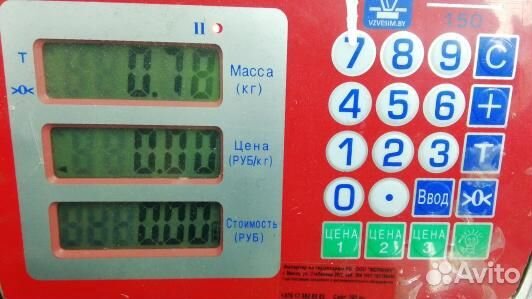 VZVESIM.BY
150
II
T
>0<
0.78
Масса
(кг)
0.00
Цена
(РУБ/кг)
0.00
Стоимость
(РУБ)
7 8 9 C
4 5 6 +
1 2 3 T
0 • Ввод >0<
ЦЕНА 1
ЦЕНА 2
ЦЕНА 3
Avito